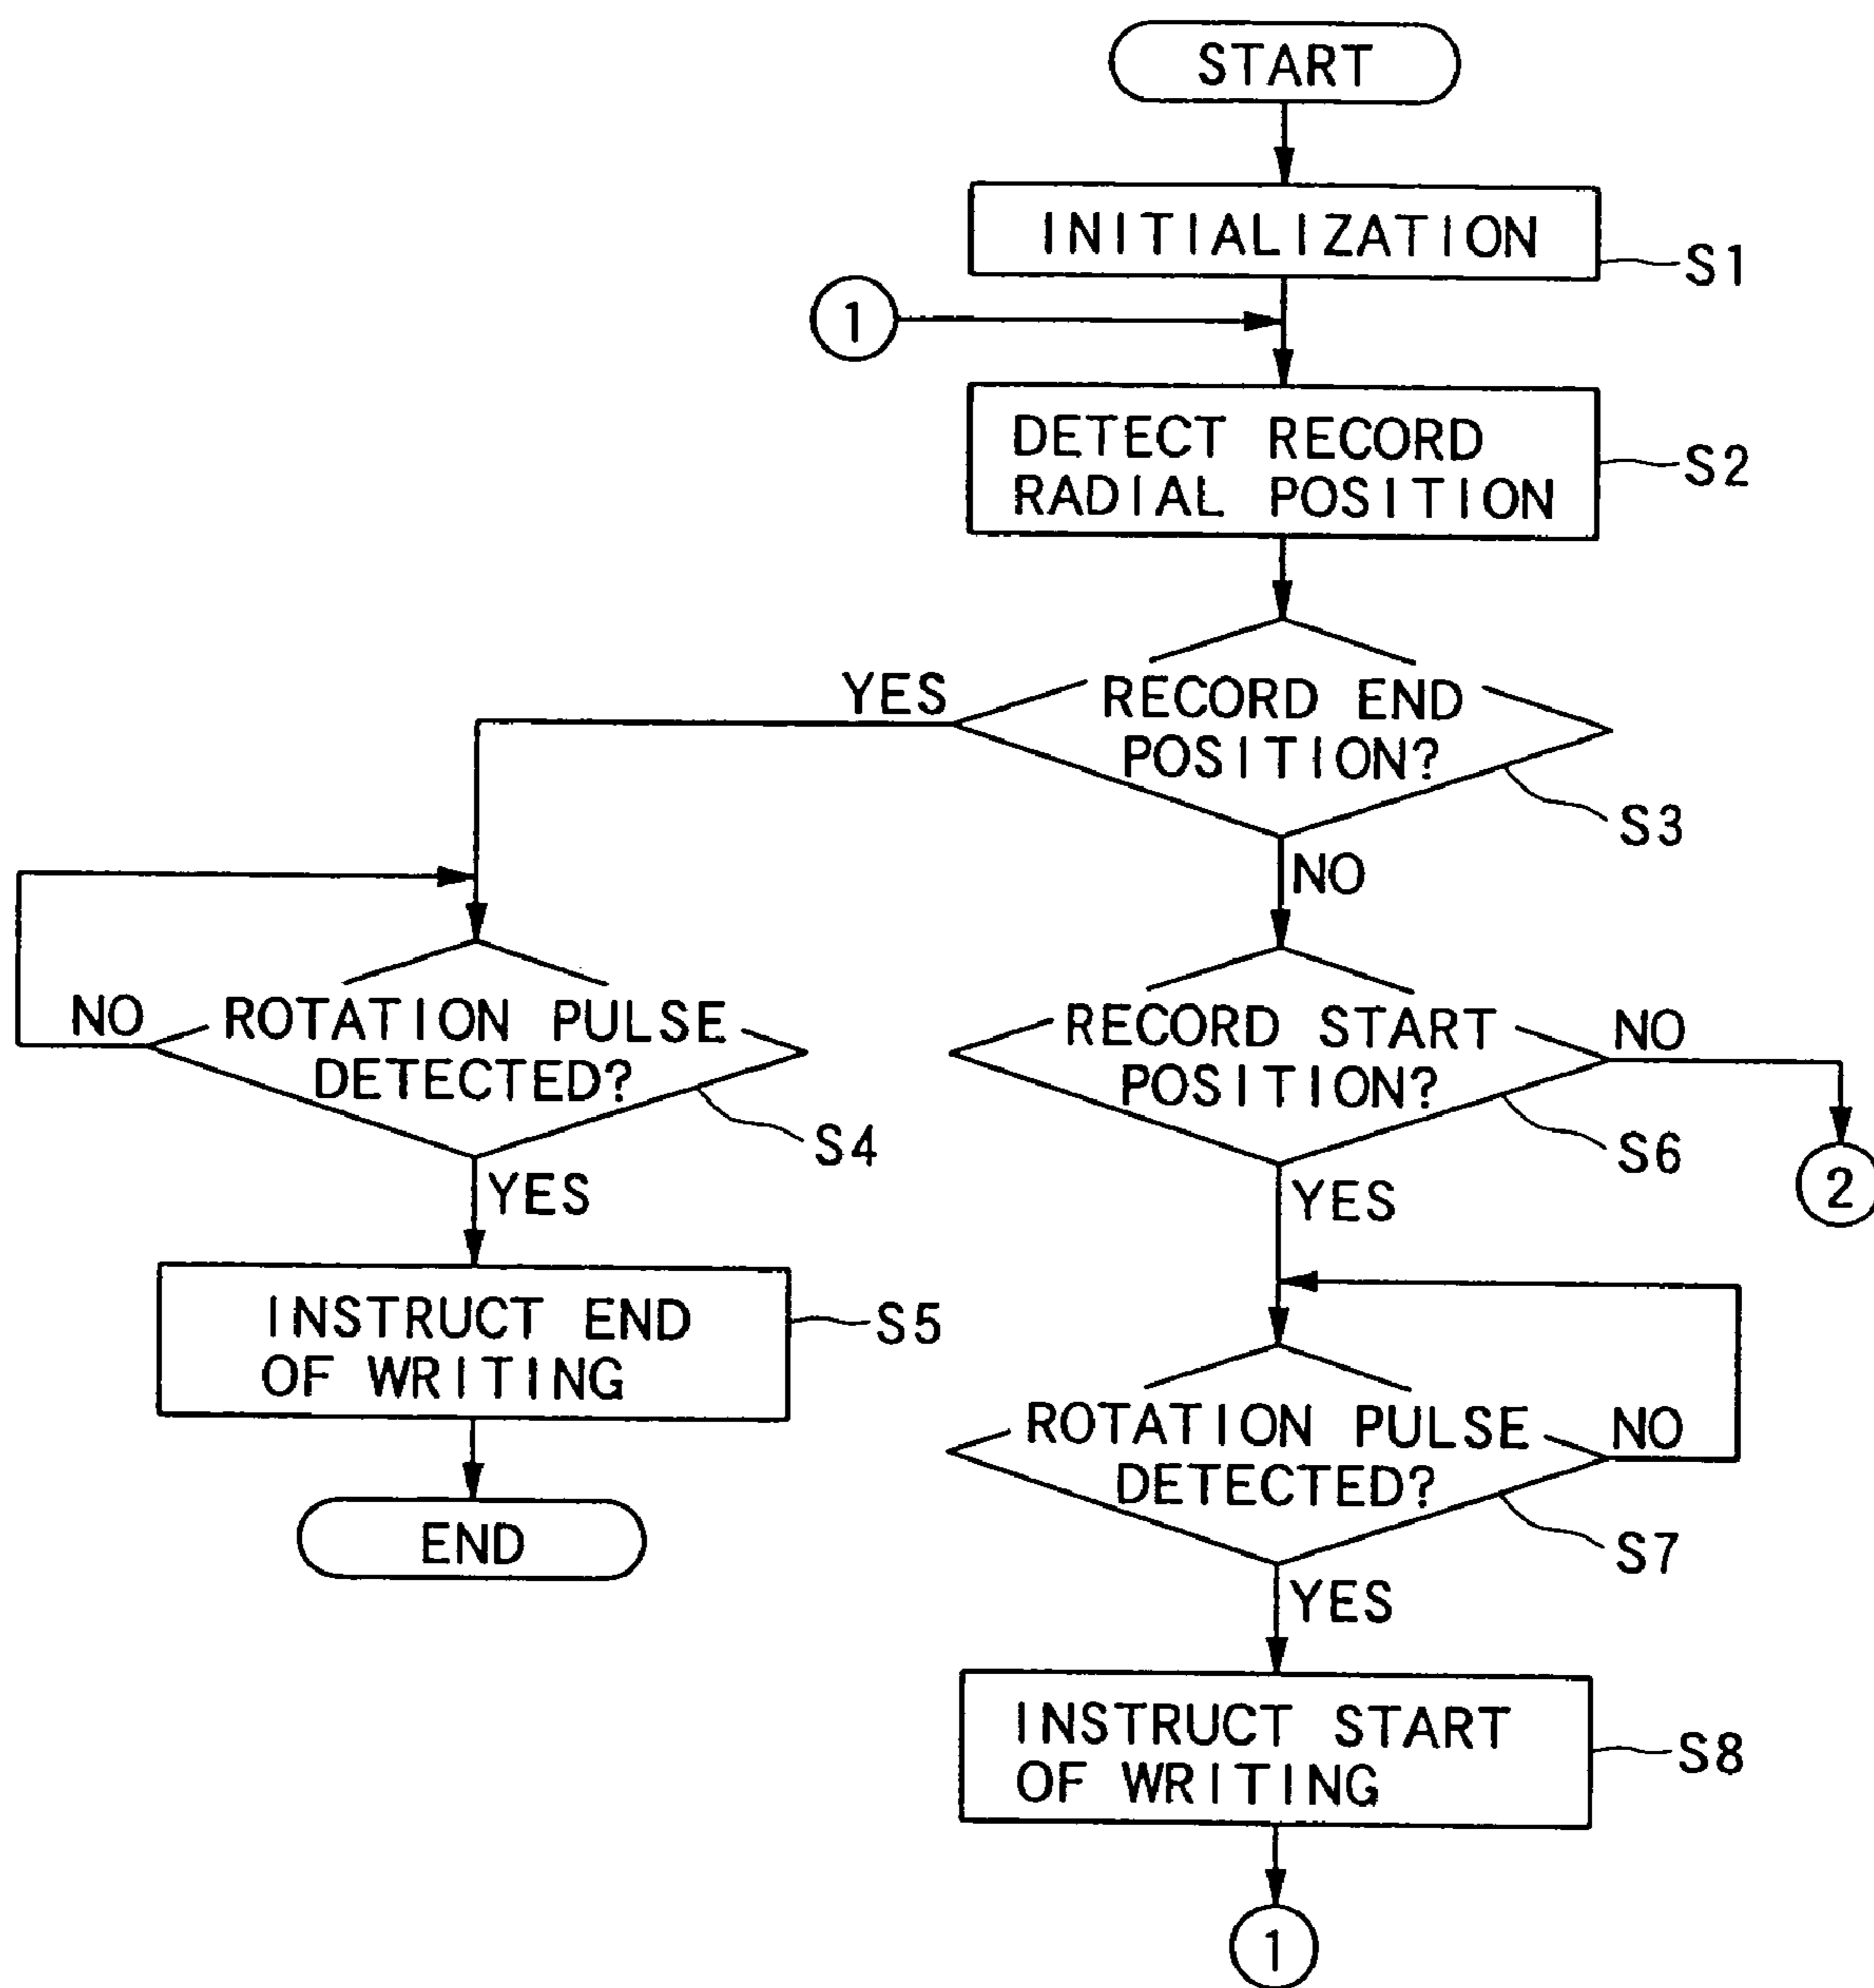 START
INITIALIZATION
S1
1
DETECT RECORD
RADIAL POSITION
S2
YES
RECORD END
POSITION?
S3
NO
NO
ROTATION PULSE
DETECTED?
S4
YES
RECORD START
POSITION?
NO
S6
2
YES
INSTRUCT END
OF WRITING
S5
END
ROTATION PULSE
DETECTED?
NO
S7
YES
INSTRUCT START
OF WRITING
S8
1